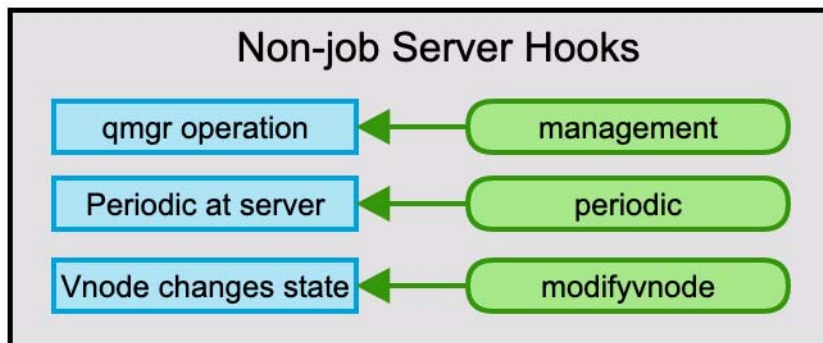 Non-job Server Hooks
qmgr operation
management
Periodic at server
periodic
Vnode changes state
modifyvnode